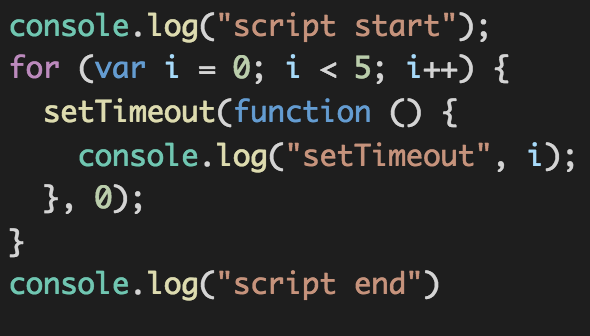 console.log("script start");
for (var i = 0; i < 5; i++) {
  setTimeout(function () {
    console.log("setTimeout", i);
  }, 0);
}
console.log("script end")